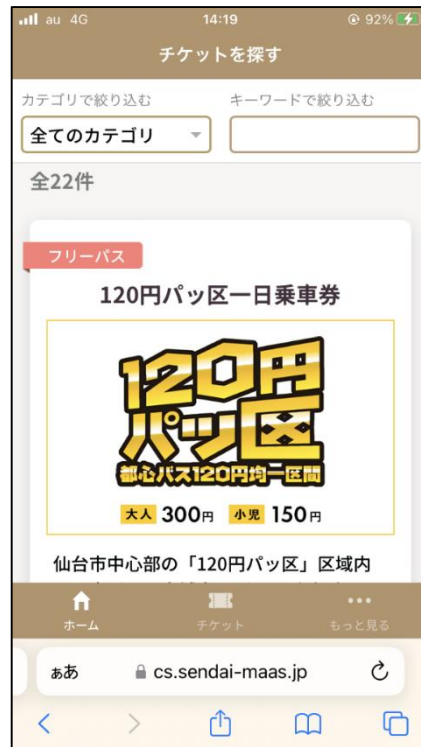 au 4G 14:19 92%
チケットを探す
カテゴリで絞り込む キーワードで絞り込む
全てのカテゴリ
全22件
フリーパス
120円パッ区一日乗車券
120円
パッ区
都心バス120円均一区間
大人 300円 小児 150円
仙台市中心部の「120円パッ区」区域内
ホーム チケット もっと見る
ぁあ cs.sendai-maas.jp